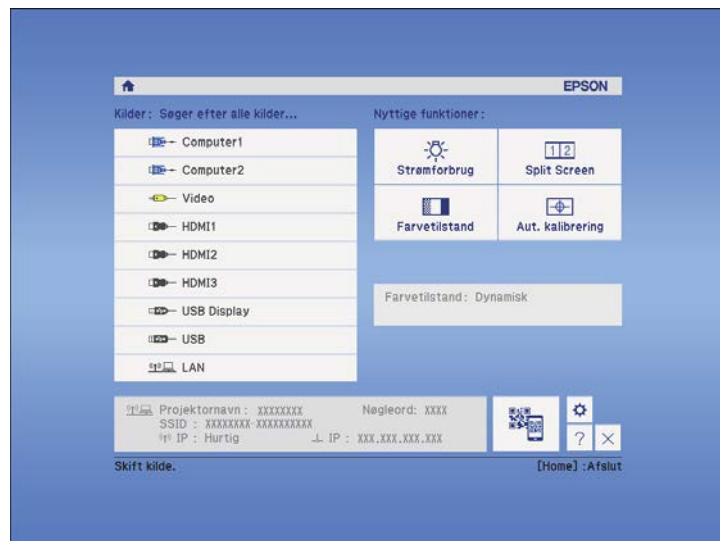 EPSON
Kilder: Søger efter alle kilder...
Computer1
Computer2
Video
HDMI1
HDMI2
HDMI3
USB Display
USB
LAN
Nyttige funktioner:
Strømforbrug
1 2
Split Screen
Farvetilstand
Aut. kalibrering
Farvetilstand: Dynamisk
Projektornavn : XXXXXXXX
Nøgleord: XXXX
SSID : XXXXXXXX-XXXXXXXXXX
IP : Hurtig
IP : XXX.XXX.XXX.XXX
?
Skift kilde.
[Home] :Afslut